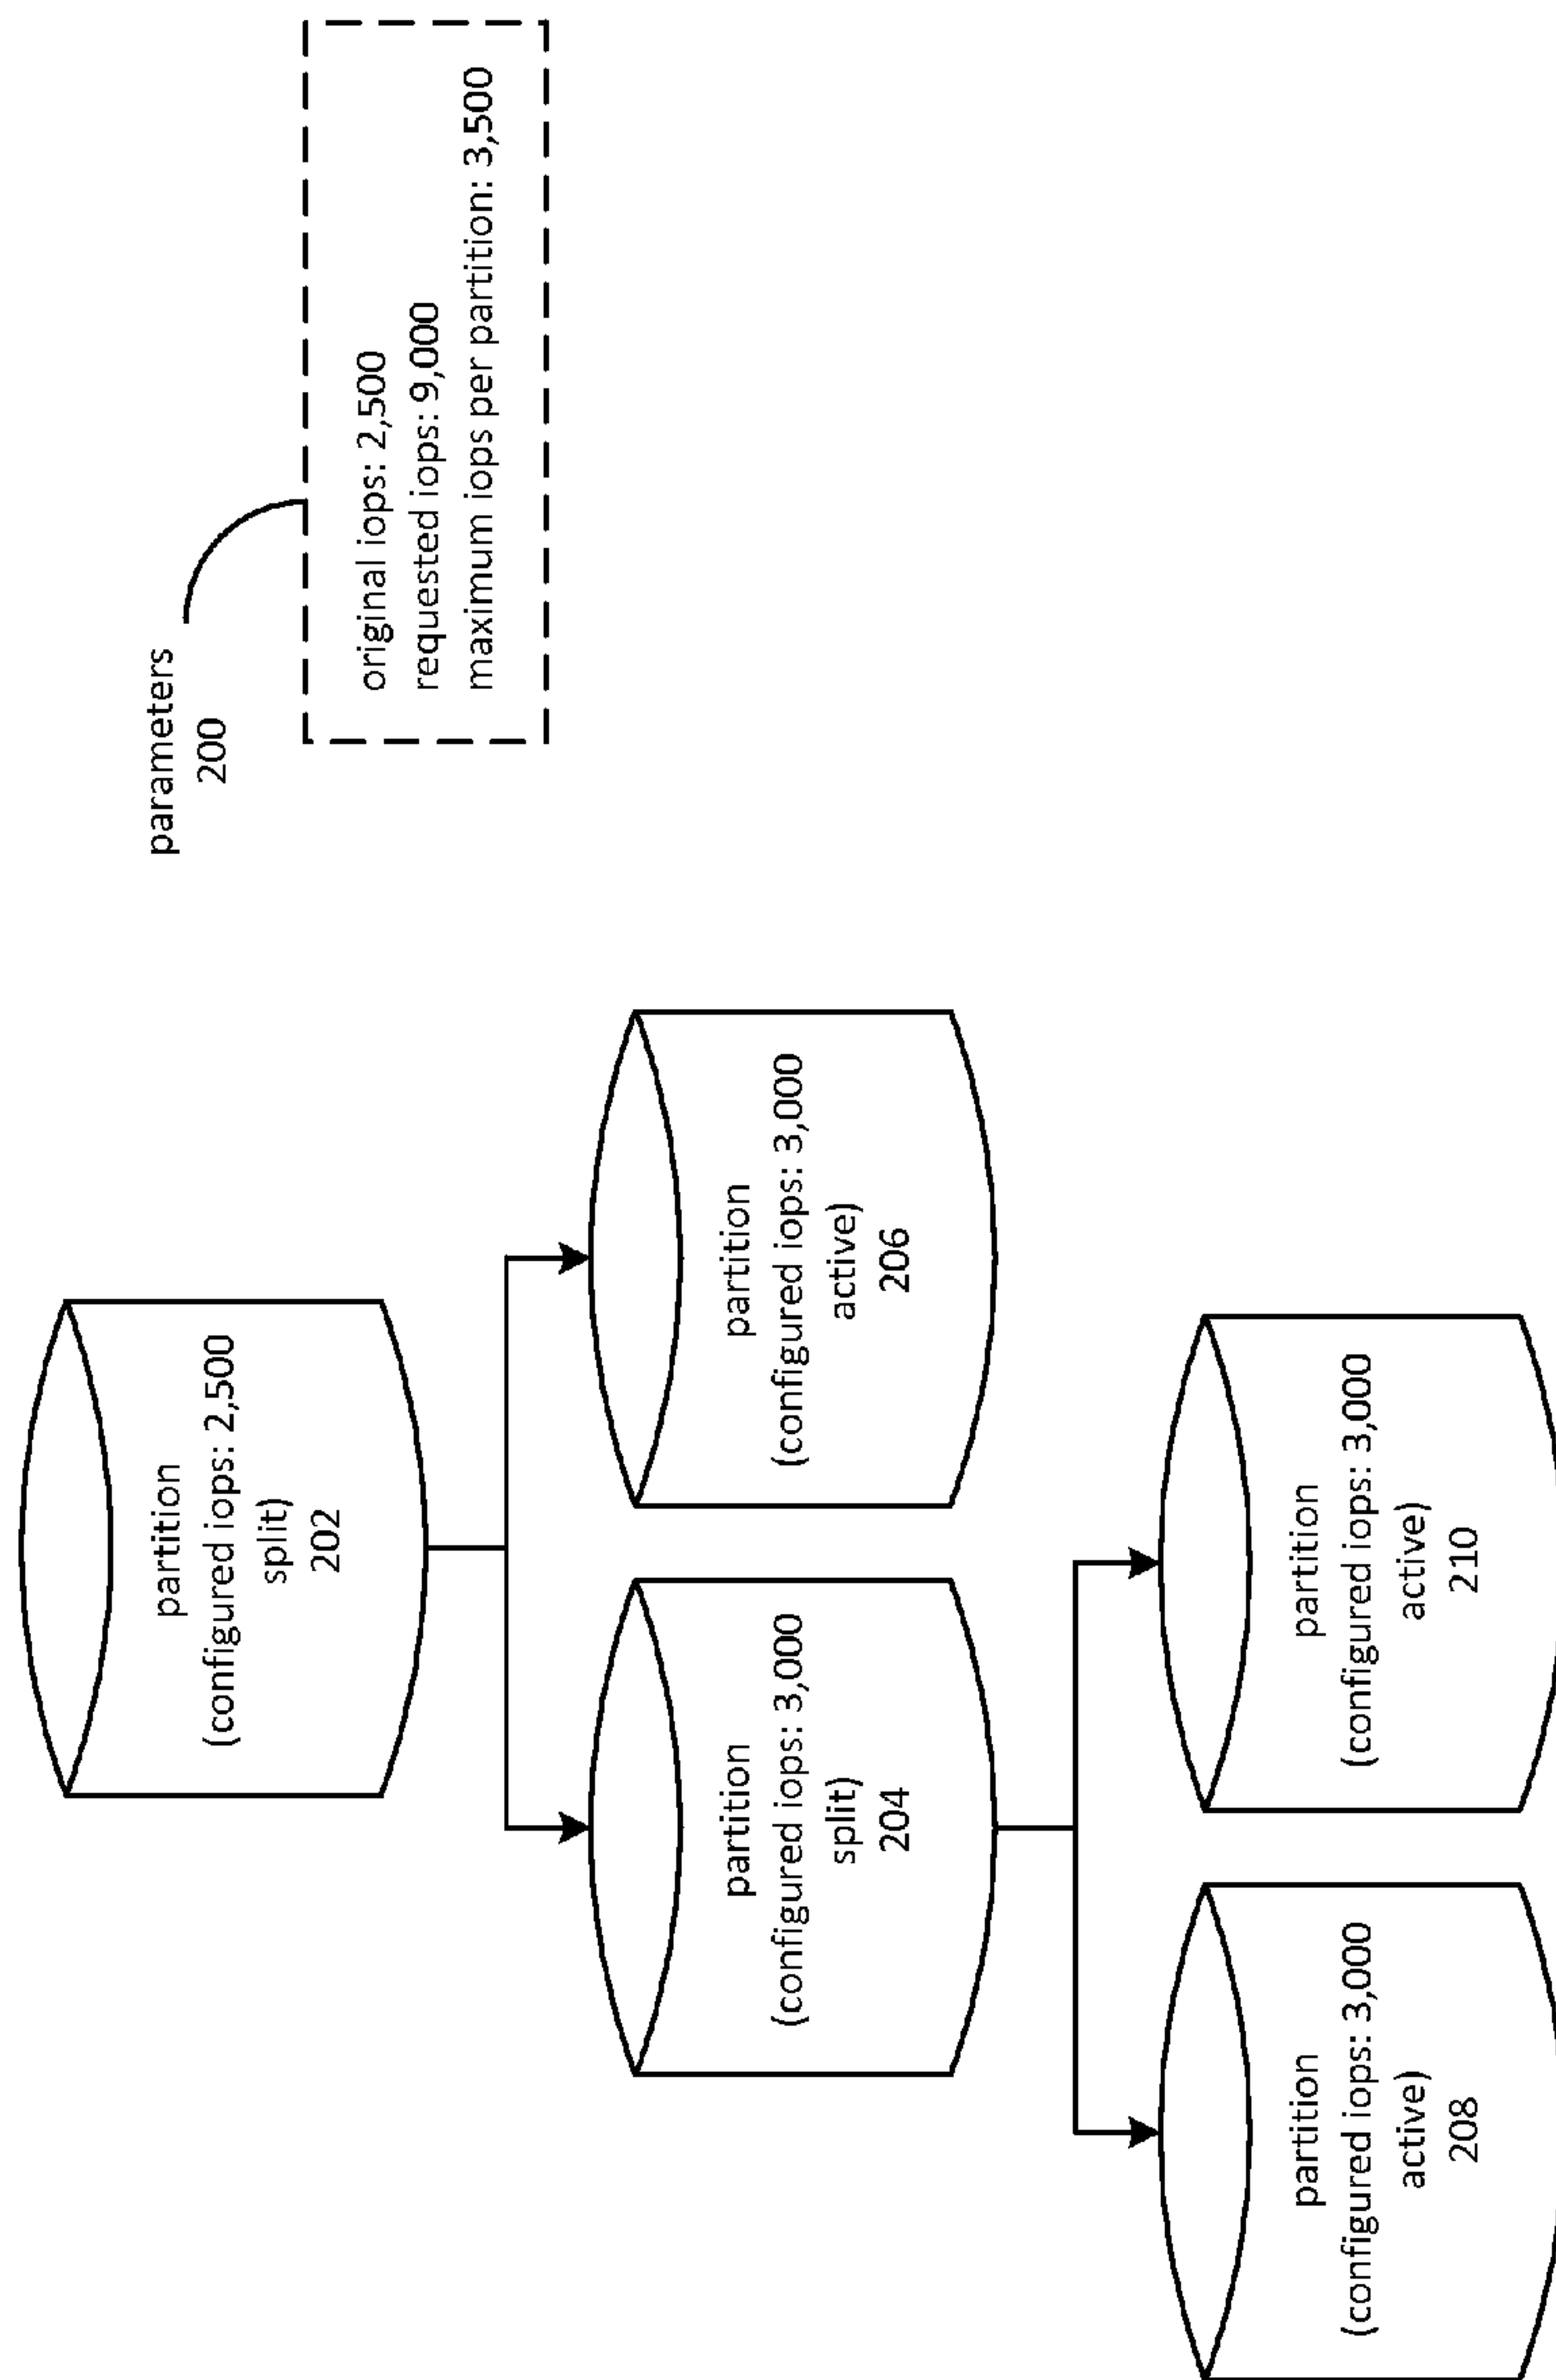 parameters
200
original iops: 2,500
requested iops: 9,000
maximum iops per partition: 3,500
partition
(configured iops: 2,500
split)
202
partition
(configured iops: 3,000
split)
204
partition
(configured iops: 3,000
active)
206
partition
(configured iops: 3,000
active)
208
partition
(configured iops: 3,000
active)
210